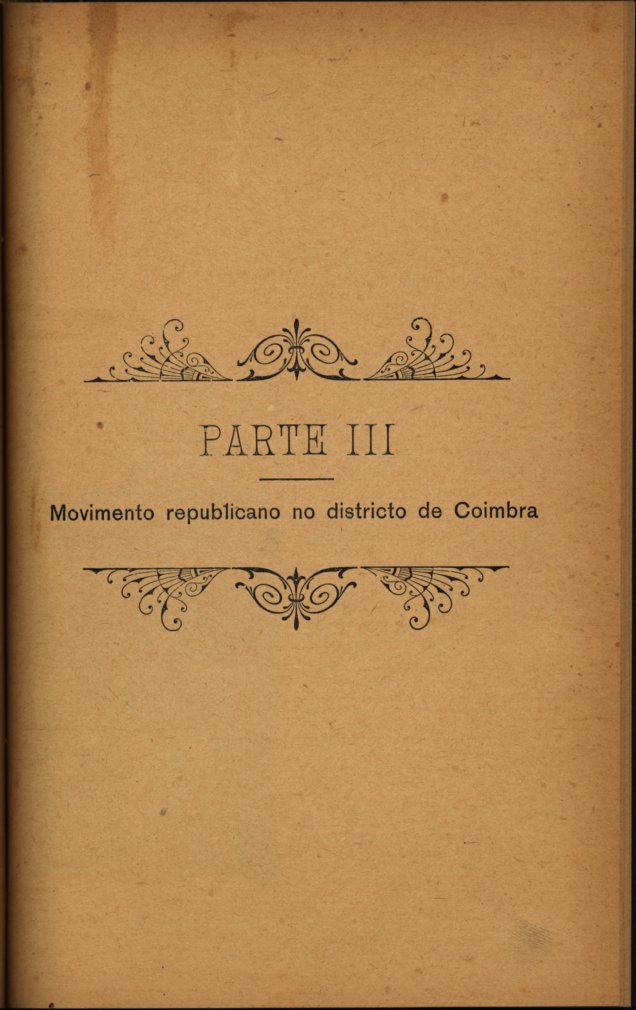 PARTE III
Movimento republicano no districto de Coimbra